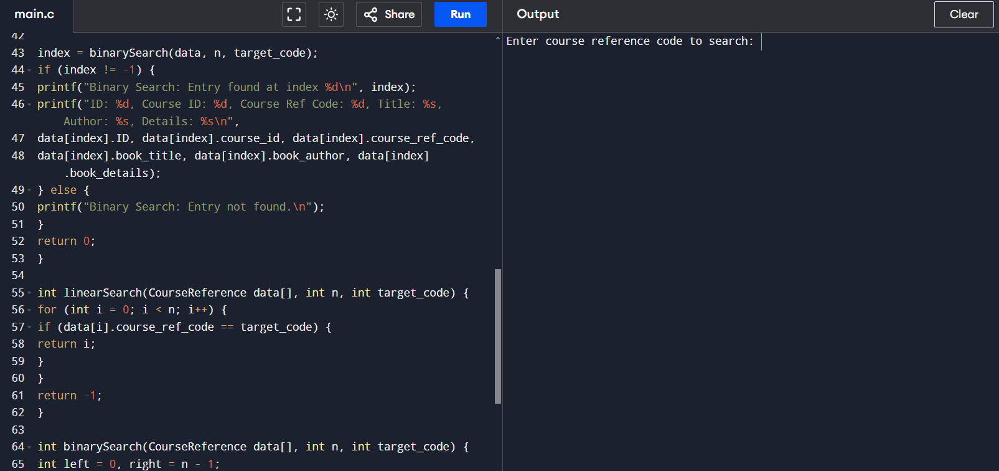 main.c
Share
Run
Output
Clear
42
43 index = binarySearch(data, n, target_code);
44 if (index != -1) {
45 printf("Binary Search: Entry found at index %d\n", index);
46 printf("ID: %d, Course ID: %d, Course Ref Code: %d, Title: %s,
Author: %s, Details: %s\n",
47 data[index].ID, data[index].course_id, data[index].course_ref_code,
48 data[index].book_title, data[index].book_author, data[index]
.book_details);
49 } else {
50 printf("Binary Search: Entry not found.\n");
51 }
52 return 0;
53 }
54
55 int linearSearch(CourseReference data[], int n, int target_code) {
56 for (int i = 0; i < n; i++) {
57 if (data[i].course_ref_code == target_code) {
58 return i;
59 }
60 }
61 return -1;
62 }
63
64 int binarySearch(CourseReference data[], int n, int target_code) {
65 int left = 0, right = n - 1;
Enter course reference code to search: